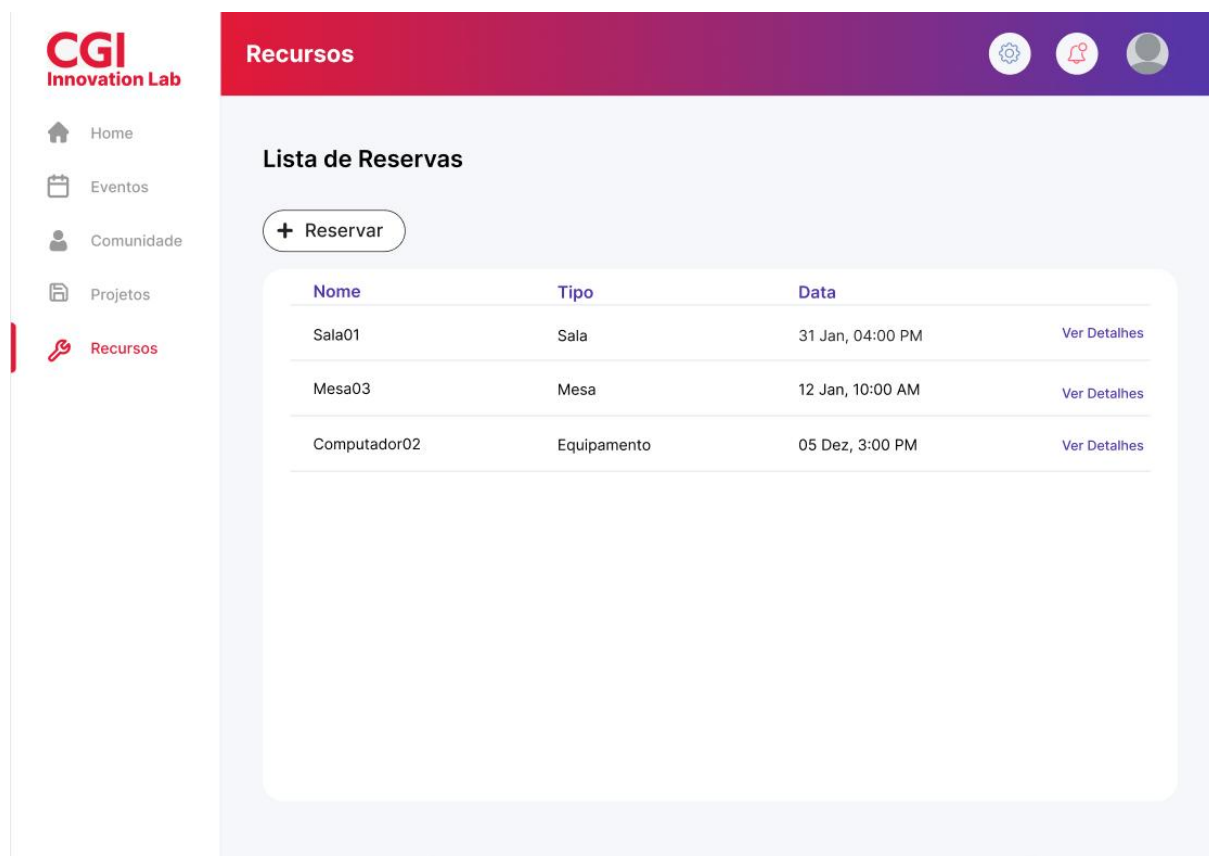 CGI
Innovation Lab
Recursos
Home
Eventos
Comunidade
Projetos
Recursos
Lista de Reservas
+ Reservar
Nome Tipo Data
Sala01 Sala 31 Jan, 04:00 PM Ver Detalhes
Mesa03 Mesa 12 Jan, 10:00 AM Ver Detalhes
Computador02 Equipamento 05 Dez, 3:00 PM Ver Detalhes